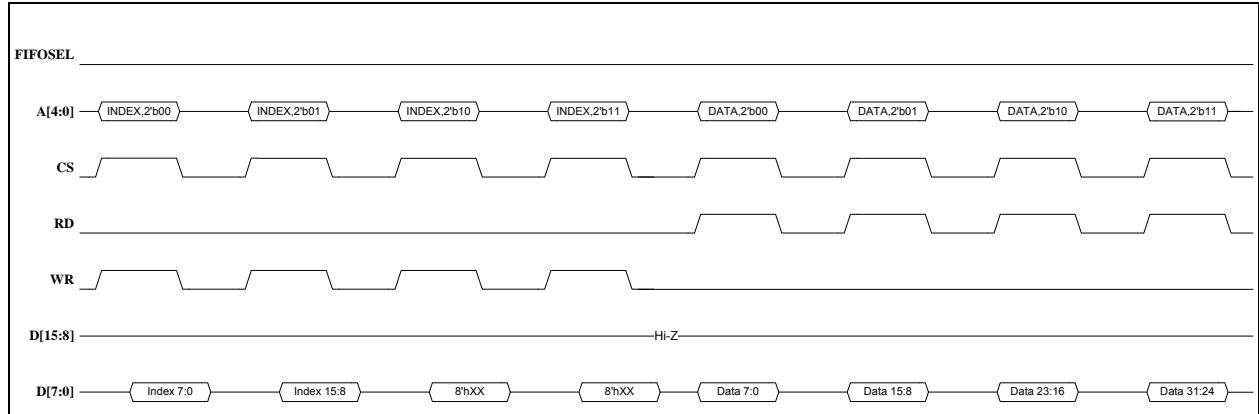 FIFOSEL
A[4:0] INDEX,2'b00 INDEX,2'b01 INDEX,2'b10 INDEX,2'b11 DATA,2'b00 DATA,2'b01 DATA,2'b10 DATA,2'b11
CS
RD
WR
D[15:8] Hi-Z
D[7:0] Index 7:0 Index 15:8 8'hXX 8'hXX Data 7:0 Data 15:8 Data 23:16 Data 31:24